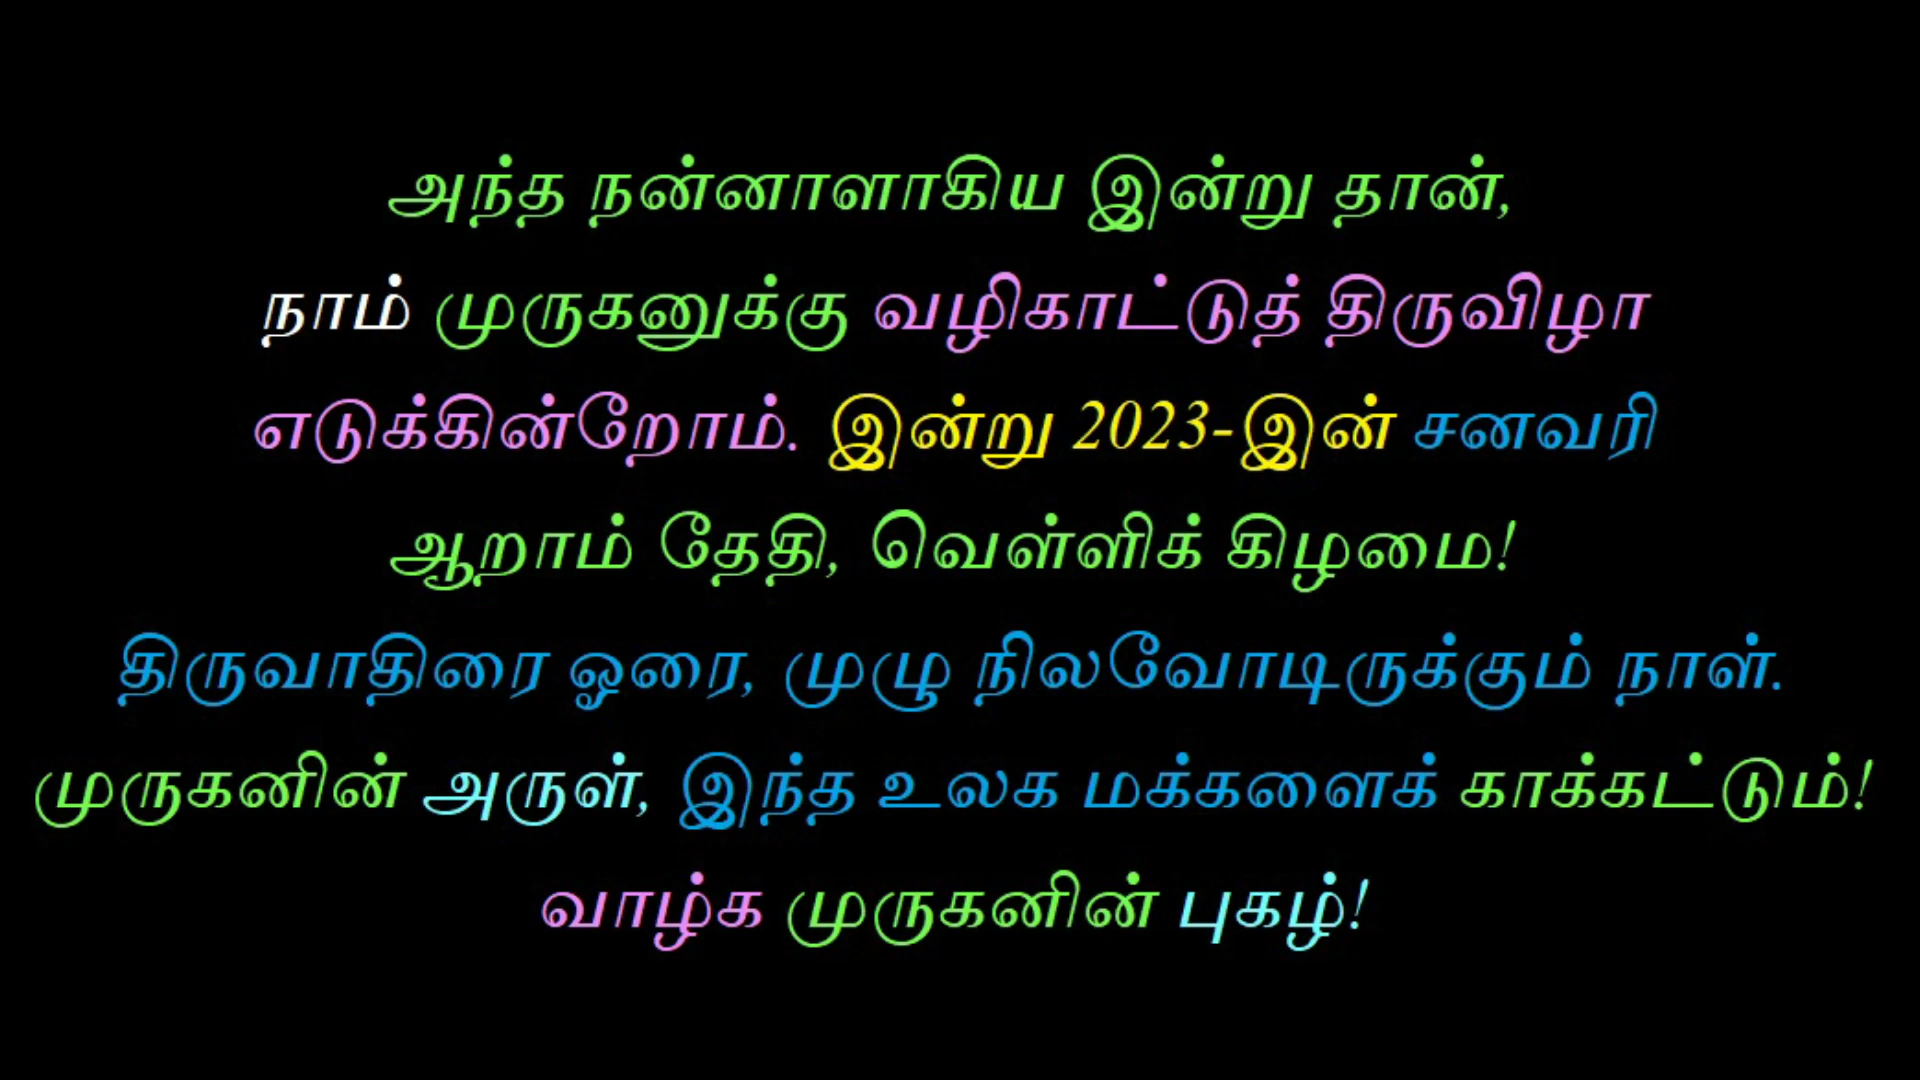 அந்த நன்னாளாகிய இன்று தான்,
நாம் முருகனுக்கு வழிகாட்டுத் திருவிழா
எடுக்கின்றோம். இன்று 2023-இன் சனவரி
ஆறாம் தேதி, வெள்ளிக் கிழமை!
திருவாதிரை ஓரை, முழு நிலவோடிருக்கும் நாள்.
முருகனின் அருள், இந்த உலக மக்களைக் காக்கட்டும்!
வாழ்க முருகனின் புகழ்!